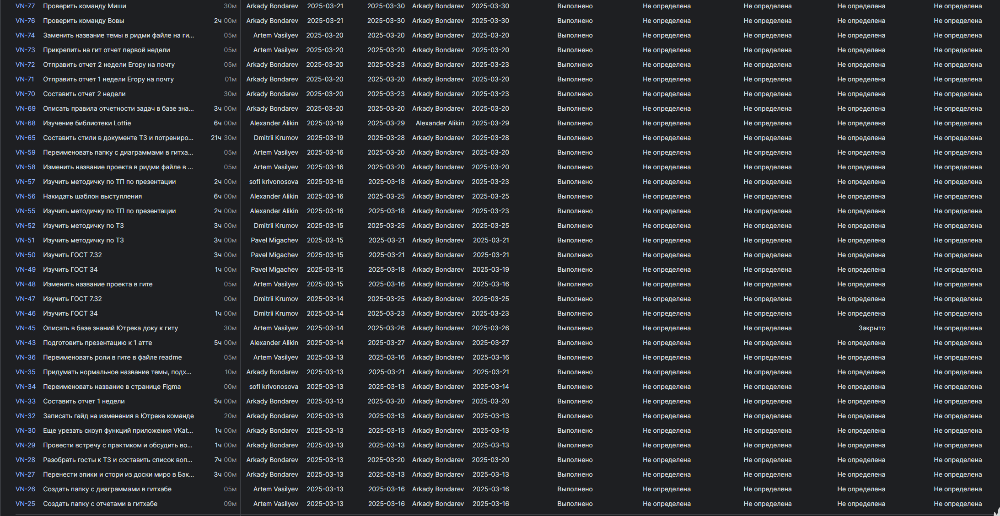 VN-77 Проверить команду Миши 30м Arkady Bondarev 2025-03-21 2025-03-30 Arkady Bondarev 2025-03-30 Выполнено Не определена Не определена Не определена Не определена
VN-76 Проверить команду Вовы 2ч 00м Arkady Bondarev 2025-03-21 2025-03-30 Arkady Bondarev 2025-03-30 Выполнено Не определена Не определена Не определена Не определена
VN-74 Заменить название темы в ридми файле на ги... 05м Artem Vasilyev 2025-03-20 2025-03-20 Arkady Bondarev 2025-03-20 Выполнено Не определена Не определена Не определена Не определена
VN-73 Прикрепить на гит отчет первой недели 05м Artem Vasilyev 2025-03-20 2025-03-20 Arkady Bondarev 2025-03-20 Выполнено Не определена Не определена Не определена Не определена
VN-72 Отправить отчет 2 недели Егору на почту 05м Arkady Bondarev 2025-03-20 2025-03-23 Arkady Bondarev 2025-03-23 Выполнено Не определена Не определена Не определена Не определена
VN-71 Отправить отчет 1 недели Егору на почту 01м Arkady Bondarev 2025-03-20 2025-03-20 Arkady Bondarev 2025-03-20 Выполнено Не определена Не определена Не определена Не определена
VN-70 Составить отчет 2 недели 30м Arkady Bondarev 2025-03-20 2025-03-23 Arkady Bondarev 2025-03-23 Выполнено Не определена Не определена Не определена Не определена
VN-69 Описать правила отчетности задач в базе зна... 3ч 00м Arkady Bondarev 2025-03-20 2025-03-20 Arkady Bondarev 2025-03-20 Выполнено Не определена Не определена Не определена Не определена
VN-68 Изучение библиотеки Lottie 6ч 00м Alexander Alikin 2025-03-19 2025-03-29 Alexander Alikin 2025-03-29 Выполнено Не определена Не определена Не определена Не определена
VN-65 Составить стили в документе ТЗ и потрениро... 21ч 30м Dmitrii Krumov 2025-03-19 2025-03-28 Arkady Bondarev 2025-03-28 Выполнено Не определена Не определена Не определена Не определена
VN-59 Переименовать папку с диаграммами в гитха... 05м Artem Vasilyev 2025-03-16 2025-03-20 Arkady Bondarev 2025-03-20 Выполнено Не определена Не определена Не определена Не определена
VN-58 Изменить название проекта в ридми файле в ... 05м Artem Vasilyev 2025-03-16 2025-03-20 Arkady Bondarev 2025-03-20 Выполнено Не определена Не определена Не определена Не определена
VN-57 Изучить методичку по ТП по презентации 2ч 00м sofi krivonosova 2025-03-16 2025-03-18 Arkady Bondarev 2025-03-23 Выполнено Не определена Не определена Не определена Не определена
VN-56 Накидать шаблон выступления 6ч 00м Alexander Alikin 2025-03-16 2025-03-25 Arkady Bondarev 2025-03-25 Выполнено Не определена Не определена Не определена Не определена
VN-55 Изучить методичку по ТП по презентации 2ч 00м Alexander Alikin 2025-03-16 2025-03-18 Arkady Bondarev 2025-03-23 Выполнено Не определена Не определена Не определена Не определена
VN-52 Изучить методичку по ТЗ 3ч 00м Dmitrii Krumov 2025-03-15 2025-03-25 Arkady Bondarev 2025-03-25 Выполнено Не определена Не определена Не определена Не определена
VN-51 Изучить методичку по ТЗ 3ч 00м Pavel Migachev 2025-03-15 2025-03-21 Arkady Bondarev 2025-03-21 Выполнено Не определена Не определена Не определена Не определена
VN-50 Изучить ГОСТ 7.32 3ч 00м Pavel Migachev 2025-03-15 2025-03-21 Arkady Bondarev 2025-03-21 Выполнено Не определена Не определена Не определена Не определена
VN-49 Изучить ГОСТ 34 1ч 00м Pavel Migachev 2025-03-15 2025-03-18 Arkady Bondarev 2025-03-19 Выполнено Не определена Не определена Не определена Не определена
VN-48 Изменить название проекта в гите 05м Artem Vasilyev 2025-03-15 2025-03-16 Arkady Bondarev 2025-03-16 Выполнено Не определена Не определена Не определена Не определена
VN-47 Изучить ГОСТ 7.32 00м Dmitrii Krumov 2025-03-14 2025-03-25 Arkady Bondarev 2025-03-25 Выполнено Не определена Не определена Не определена Не определена
VN-46 Изучить ГОСТ 34 1ч 00м Dmitrii Krumov 2025-03-14 2025-03-23 Arkady Bondarev 2025-03-23 Выполнено Не определена Не определена Не определена Не определена
VN-45 Описать в базе знаний Ютрека доку к гиту 30м Artem Vasilyev 2025-03-14 2025-03-26 Arkady Bondarev 2025-03-26 Выполнено Не определена Не определена Закрыто Не определена
VN-43 Подготовить презентацию к 1 атте 5ч 00м Alexander Alikin 2025-03-14 2025-03-27 Arkady Bondarev 2025-03-27 Выполнено Не определена Не определена Не определена Не определена
VN-36 Переименовать роли в гите в файле readme 05м Artem Vasilyev 2025-03-13 2025-03-16 Arkady Bondarev 2025-03-16 Выполнено Не определена Не определена Не определена Не определена
VN-35 Придумать нормальное название темы, подх... 10м Arkady Bondarev 2025-03-13 2025-03-21 Arkady Bondarev 2025-03-21 Выполнено Не определена Не определена Не определена Не определена
VN-34 Переименовать название в странице Figma 00м sofi krivonosova 2025-03-13 2025-03-13 Arkady Bondarev 2025-03-14 Выполнено Не определена Не определена Не определена Не определена
VN-33 Составить отчет 1 недели 5ч 00м Arkady Bondarev 2025-03-13 2025-03-20 Arkady Bondarev 2025-03-20 Выполнено Не определена Не определена Не определена Не определена
VN-32 Записать гайд на изменения в Ютреке команде 20м Arkady Bondarev 2025-03-13 2025-03-13 Arkady Bondarev 2025-03-13 Выполнено Не определена Не определена Не определена Не определена
VN-30 Еще урезать скоуп функций приложения VKat... 1ч 00м Arkady Bondarev 2025-03-13 2025-03-13 Arkady Bondarev 2025-03-13 Выполнено Не определена Не определена Не определена Не определена
VN-29 Провести встречу с практиком и обсудить во... 1ч 00м Arkady Bondarev 2025-03-13 2025-03-13 Arkady Bondarev 2025-03-13 Выполнено Не определена Не определена Не определена Не определена
VN-28 Разобрать госты к ТЗ и составить список воп... 7ч 00м Arkady Bondarev 2025-03-13 2025-03-20 Arkady Bondarev 2025-03-20 Выполнено Не определена Не определена Не определена Не определена
VN-27 Перенести эпики и стори из доски миро в Бэк... 3ч 00м Arkady Bondarev 2025-03-13 2025-03-13 Arkady Bondarev 2025-03-13 Выполнено Не определена Не определена Не определена Не определена
VN-26 Создать папку с диаграммами в гитхабе 05м Artem Vasilyev 2025-03-13 2025-03-16 Arkady Bondarev 2025-03-16 Выполнено Не определена Не определена Не определена Не определена
VN-25 Создать папку с отчетами в гитхабе 09м Artem Vasilyev 2025-03-13 2025-03-16 Arkady Bondarev 2025-03-16 Выполнено Не определена Не определена Не определена Не определена